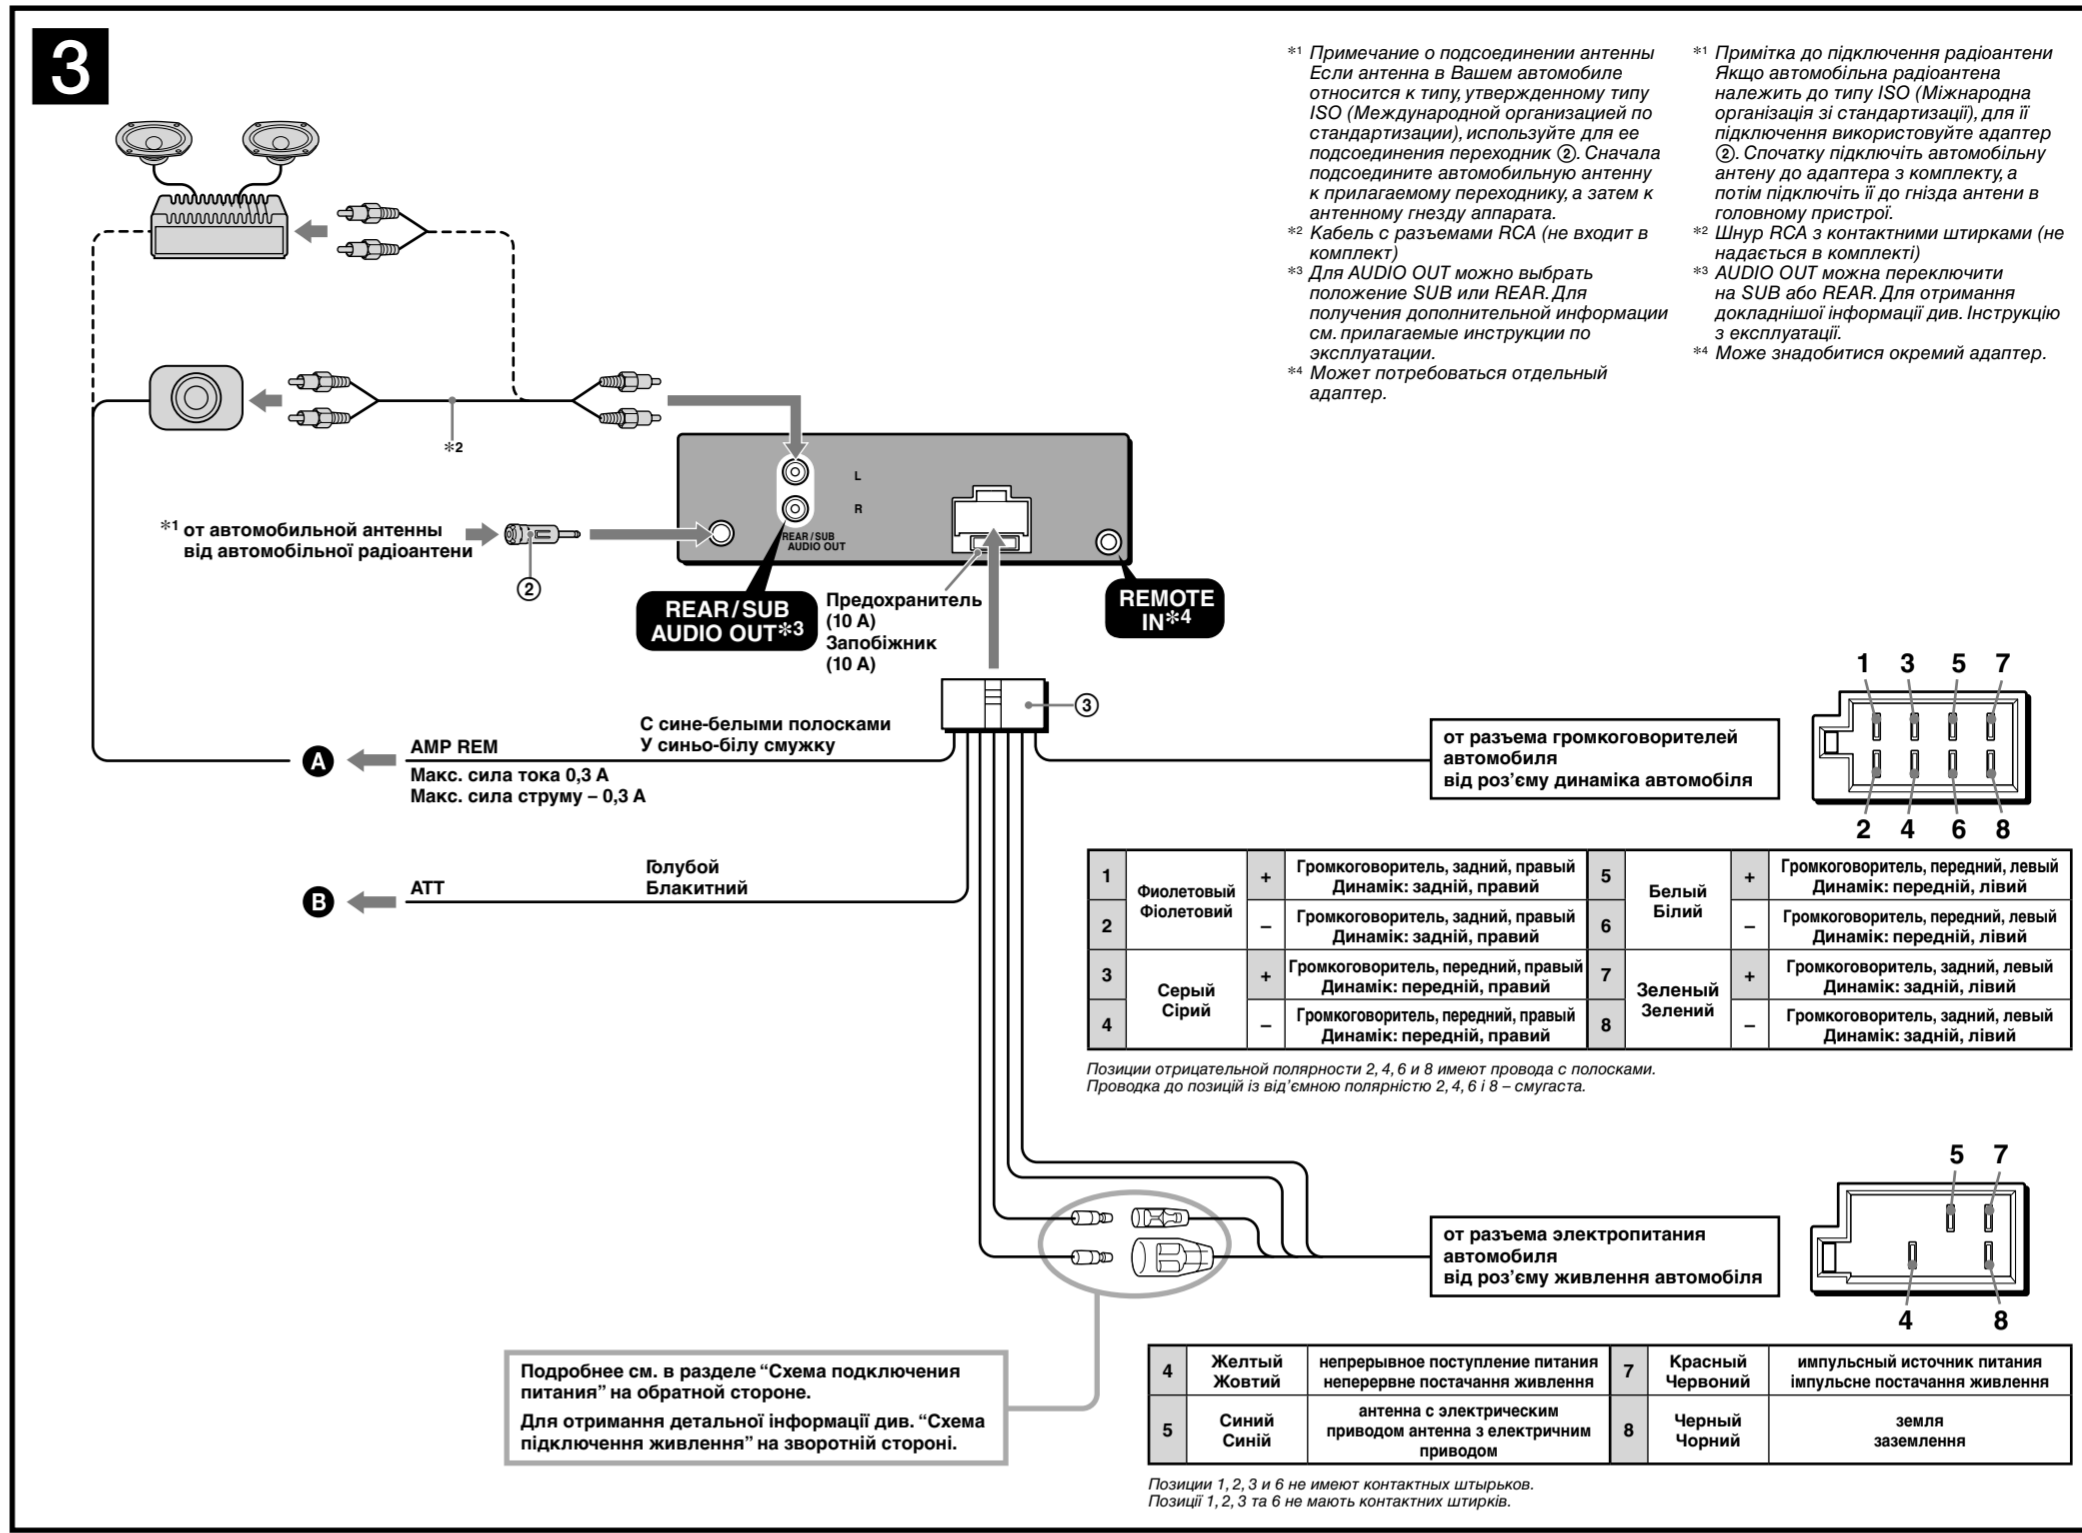 3
*1 Примечание о подсоединении антенны
Если антенна в Вашем автомобиле
относится к типу, утвержденному типу
ISO (Международной организацией по
стандартизации), используйте для ее
подсоединения переходник ②. Сначала
подсоедините автомобильную антенну
к прилагаемому переходнику, а затем к
антенному гнезду аппарата.
*2 Кабель с разъемами RCA (не входит в
комплект)
*3 Для AUDIO OUT можно выбрать
положение SUB или REAR. Для
получения дополнительной информации
см. прилагаемые инструкции по
эксплуатации.
*4 Может потребоваться отдельный
адаптер.
*1 Примітка до підключення радіоантени
Якщо автомобільна радіоантена
належить до типу ISO (Міжнародна
організація зі стандартизації), для її
підключення використовуйте адаптер
②. Спочатку підключіть автомобільну
антену до адаптера з комплекту, а
потім підключіть її до гнізда антени в
головному пристрої.
*2 Шнур RCA з контактними штирками (не
надається в комплекті)
*3 AUDIO OUT можна переключити
на SUB або REAR. Для отримання
докладнішої інформації див. Інструкцію
з експлуатації.
*4 Може знадобитися окремий адаптер.
*2
L
R
REAR / SUB
AUDIO OUT
*1 от автомобильной антенны
від автомобільної радіоантени
②
REAR/SUB
AUDIO OUT*3
Предохранитель
(10 A)
Запобіжник
(10 A)
REMOTE
IN*4
③
A
AMP REM
С сине-белыми полосками
У синьо-білу смужку
Макс. сила тока 0,3 А
Макс. сила струму – 0,3 А
B
ATT
Голубой
Блакитний
от разъема громкоговорителей
автомобиля
від роз’єму динаміка автомобіля
1 3 5 7
2 4 6 8
1 Фиолетовый Фіолетовий + Громкоговоритель, задний, правый Динамік: задній, правий 5 Белый Білий + Громкоговоритель, передний, левый Динамік: передній, лівий
2 – Громкоговоритель, задний, правый Динамік: задній, правий 6 – Громкоговоритель, передний, левый Динамік: передній, лівий
3 Серый Сірий + Громкоговоритель, передний, правый Динамік: передній, правий 7 Зеленый Зелений + Громкоговоритель, задний, левый Динамік: задній, лівий
4 – Громкоговоритель, передний, правый Динамік: передній, правий 8 – Громкоговоритель, задний, левый Динамік: задній, лівий
Позиции отрицательной полярности 2, 4, 6 и 8 имеют провода с полосками.
Проводка до позицій із від’ємною полярністю 2, 4, 6 і 8 – смугаста.
от разъема электропитания
автомобиля
від роз’єму живлення автомобіля
5 7
4 8
Подробнее см. в разделе “Схема подключения
питания” на обратной стороне.
Для отримання детальної інформації див. “Схема
підключення живлення” на зворотній стороні.
4 Желтый Жовтий непрерывное поступление питания неперервне постачання живлення 7 Красный Червоний импульсный источник питания імпульсне постачання живлення
5 Синий Синій антенна с электрическим приводом антенна з електричним приводом 8 Черный Чорний земля заземлення
Позиции 1, 2, 3 и 6 не имеют контактных штырьков.
Позиції 1, 2, 3 та 6 не мають контактних штирків.